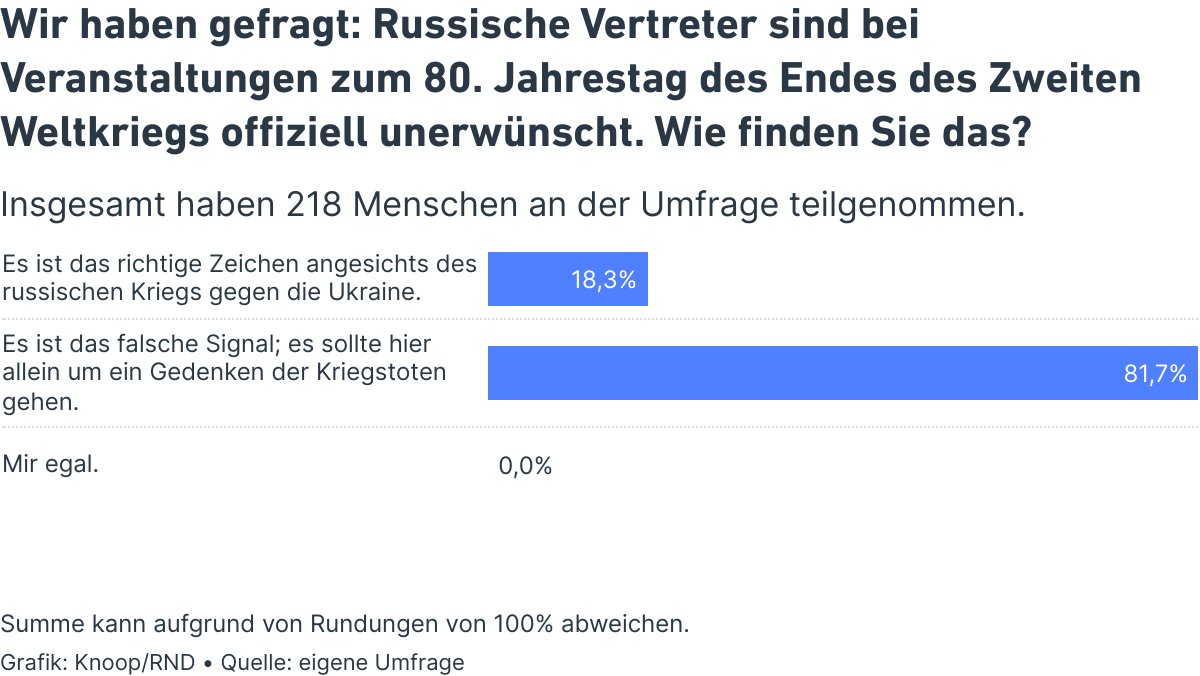 Wir haben gefragt: Russische Vertreter sind bei
Veranstaltungen zum 80. Jahrestag des Endes des Zweiten
Weltkriegs offiziell unerwünscht. Wie finden Sie das?
Insgesamt haben 218 Menschen an der Umfrage teilgenommen.
Es ist das richtige Zeichen angesichts des
russischen Kriegs gegen die Ukraine.
18,3%
Es ist das falsche Signal; es sollte hier
allein um ein Gedenken der Kriegstoten
gehen.
81,7%
Mir egal.
0,0%
Summe kann aufgrund von Rundungen von 100% abweichen.
Grafik: Knoop/RND • Quelle: eigene Umfrage